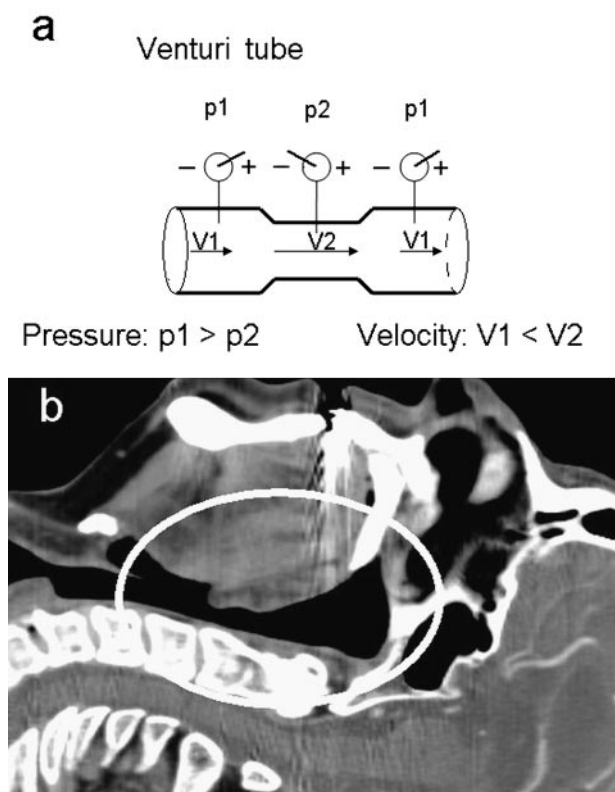 a
Venturi tube
p1 p2 p1
− + − + − +
V1 V2 V1
Pressure: p1 > p2 Velocity: V1 < V2
b